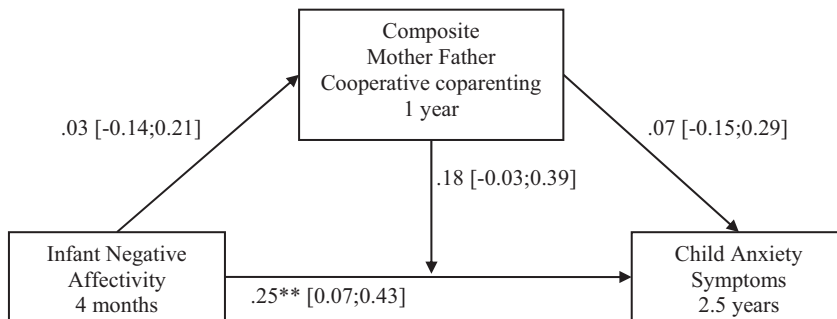 Composite
Mother Father
Cooperative coparenting
1 year
.03 [-0.14;0.21]
.07 [-0.15;0.29]
.18 [-0.03;0.39]
Infant Negative
Affectivity
4 months
.25** [0.07;0.43]
Child Anxiety
Symptoms
2.5 years